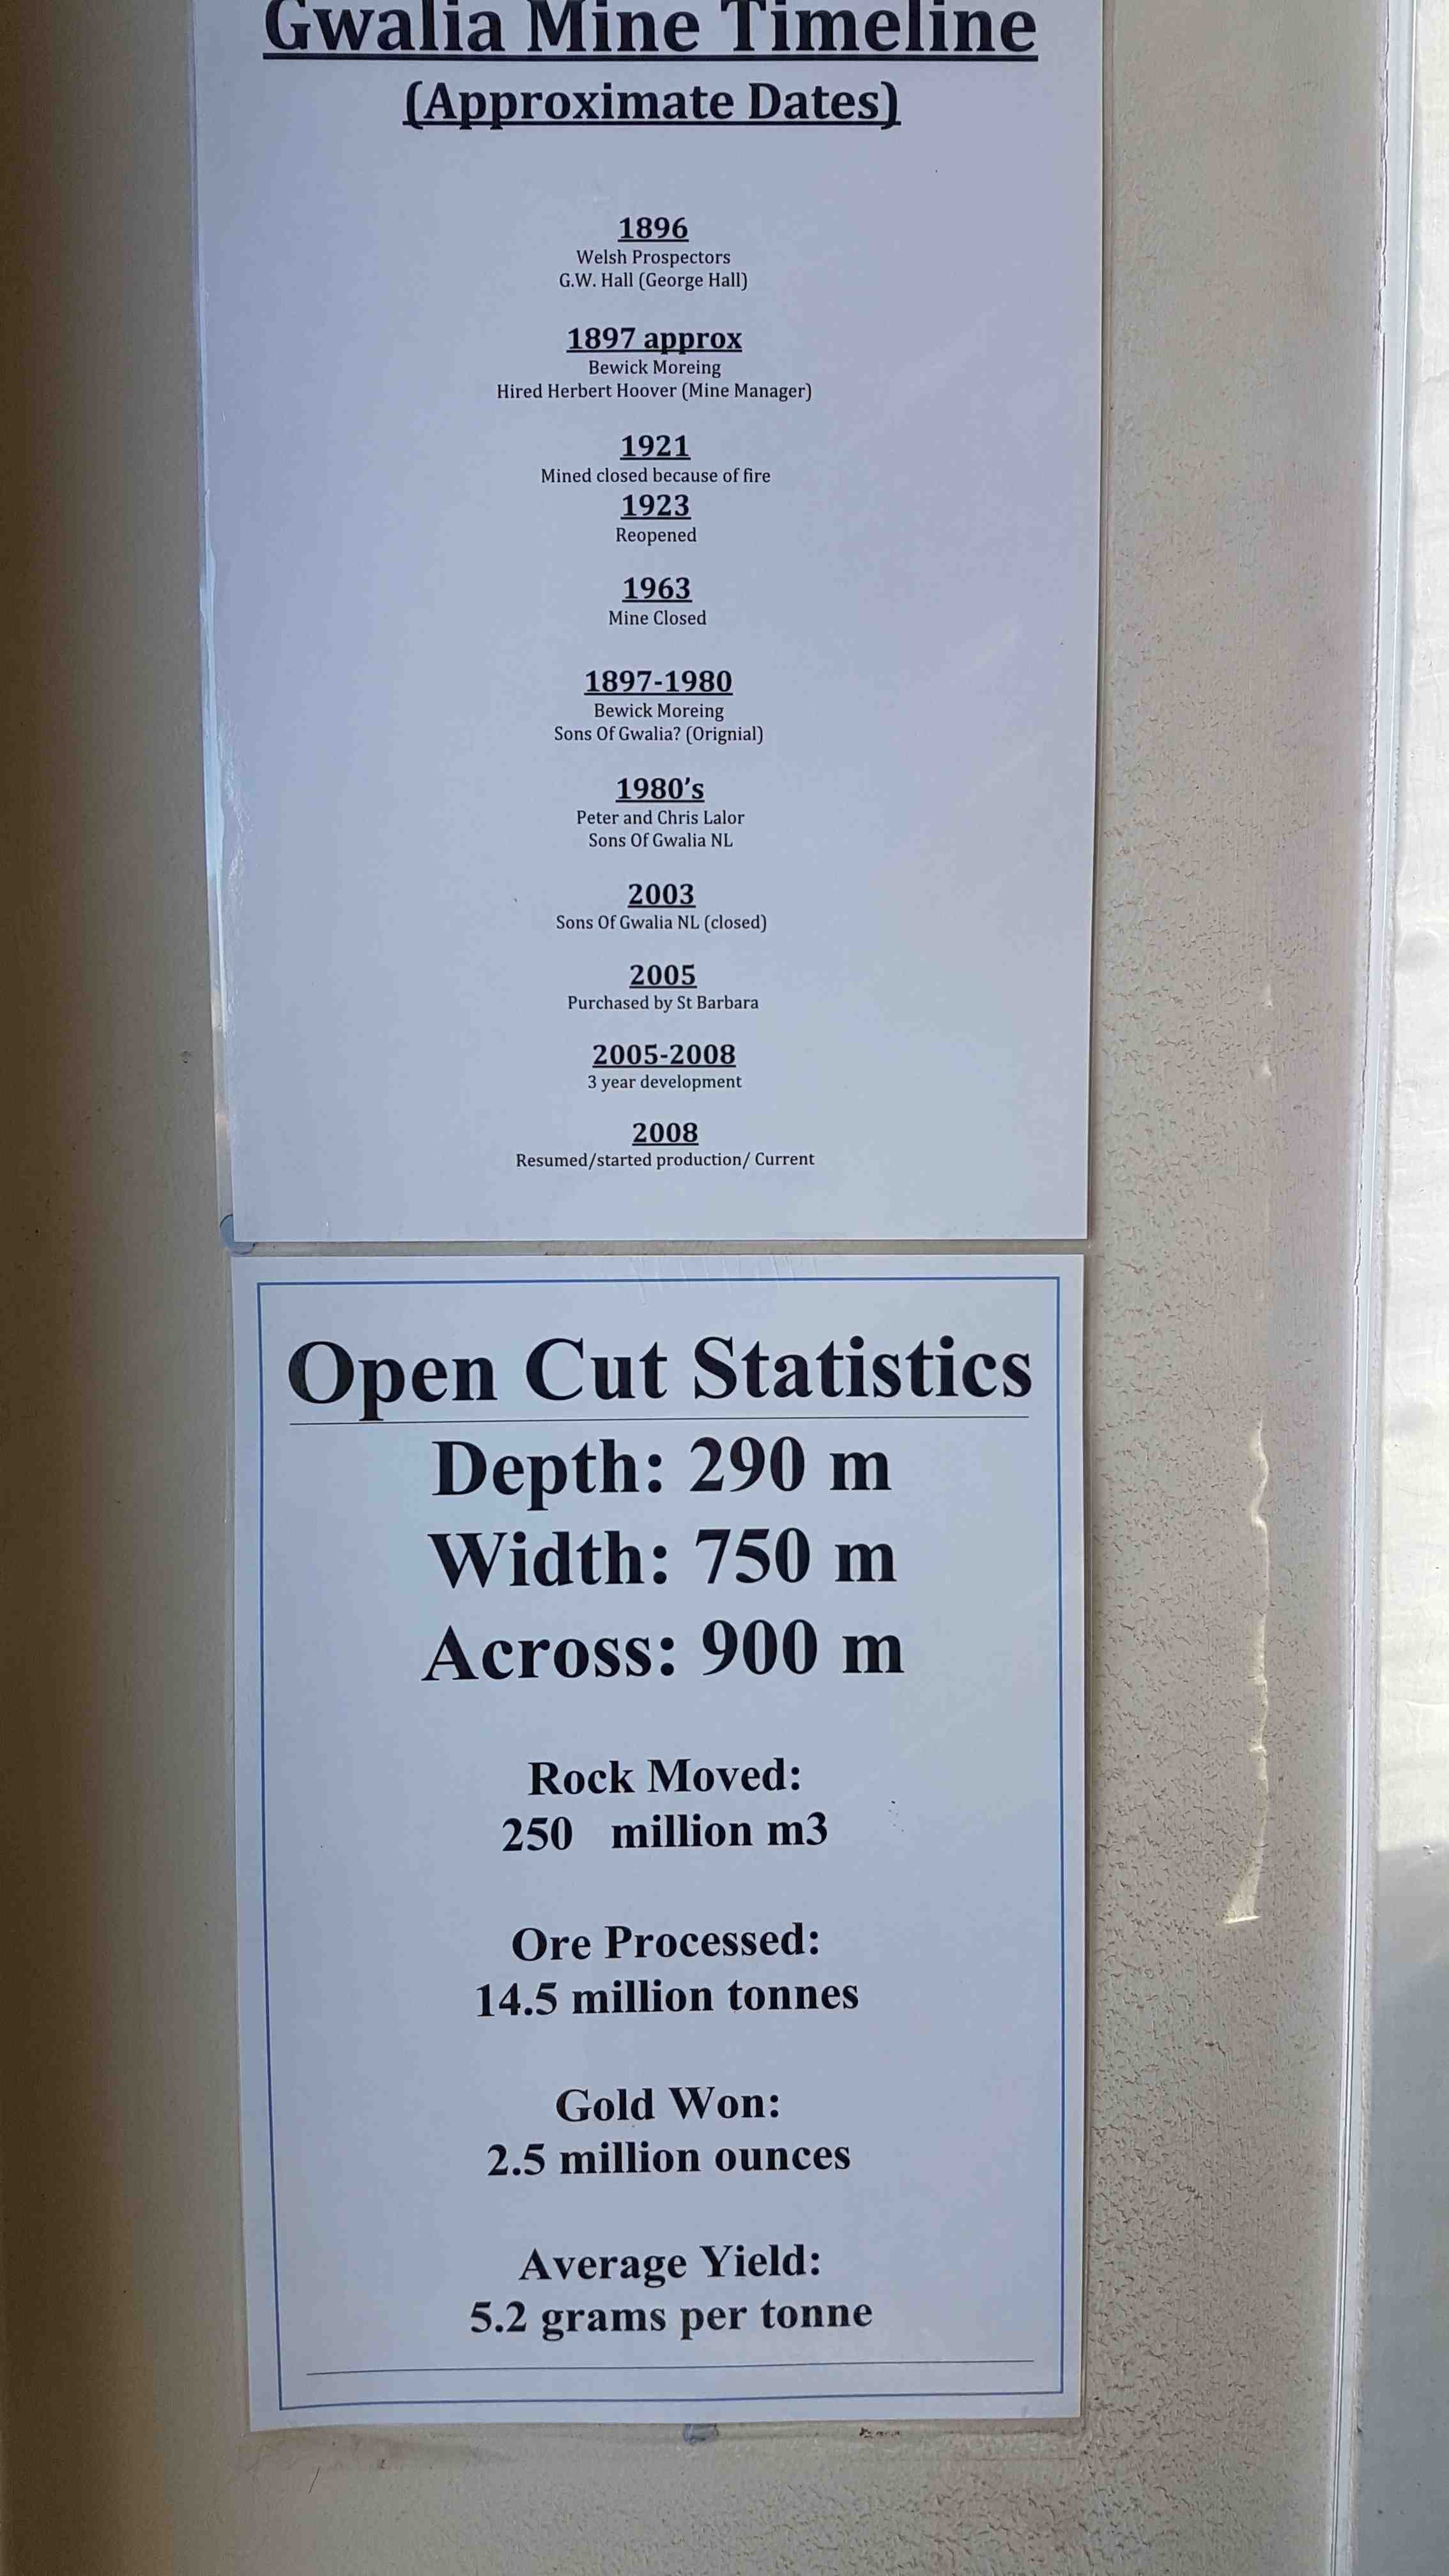 Gwalia Mine Timeline
(Approximate Dates)
1896
Welsh Prospectors
G.W. Hall (George Hall)
1897 approx
Bewick Moreing
Hired Herbert Hoover (Mine Manager)
1921
Mined closed because of fire
1923
Reopened
1963
Mine Closed
1897-1980
Bewick Moreing
Sons Of Gwalia? (Orignial)
1980's
Peter and Chris Lalor
Sons Of Gwalia NL
2003
Sons Of Gwalia NL (closed)
2005
Purchased by St Barbara
2005-2008
3 year development
2008
Resumed/started production/ Current
Open Cut Statistics
Depth: 290 m
Width: 750 m
Across: 900 m
Rock Moved:
250 million m3
Ore Processed:
14.5 million tonnes
Gold Won:
2.5 million ounces
Average Yield:
5.2 grams per tonne